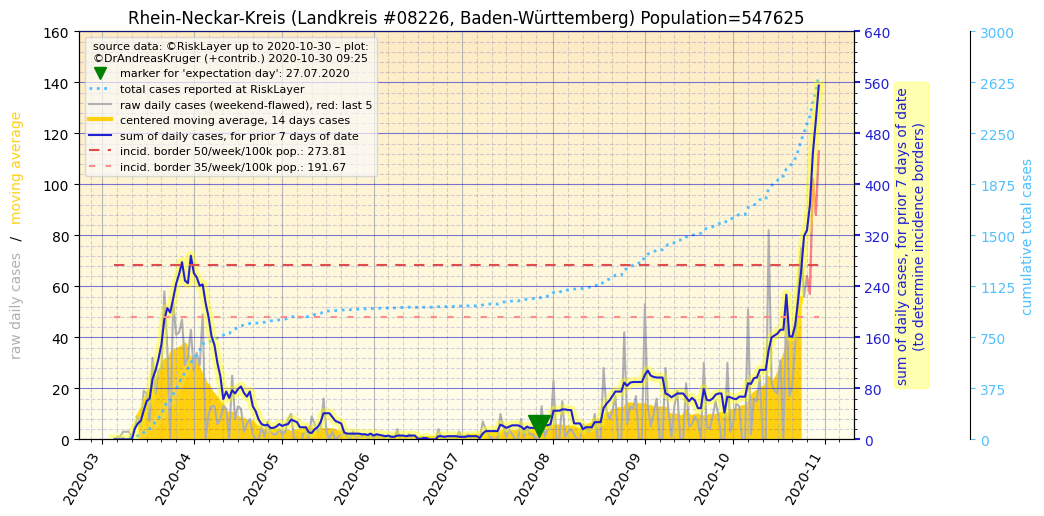 Rhein-Neckar-Kreis (Landkreis #08226, Baden-Württemberg) Population=547625
source data: ©RiskLayer up to 2020-10-30 – plot:
©DrAndreasKruger (+contrib.) 2020-10-30 09:25
marker for 'expectation day': 27.07.2020
total cases reported at RiskLayer
raw daily cases (weekend-flawed), red: last 5
centered moving average, 14 days cases
sum of daily cases, for prior 7 days of date
incid. border 50/week/100k pop.: 273.81
incid. border 35/week/100k pop.: 191.67
raw daily cases / moving average
160
140
120
100
80
60
40
20
0
2020-03
2020-04
2020-05
2020-06
2020-07
2020-08
2020-09
2020-10
2020-11
640
560
480
400
320
240
160
80
0
sum of daily cases, for prior 7 days of date
(to determine incidence borders)
3000
2625
2250
1875
1500
1125
750
375
0
cumulative total cases